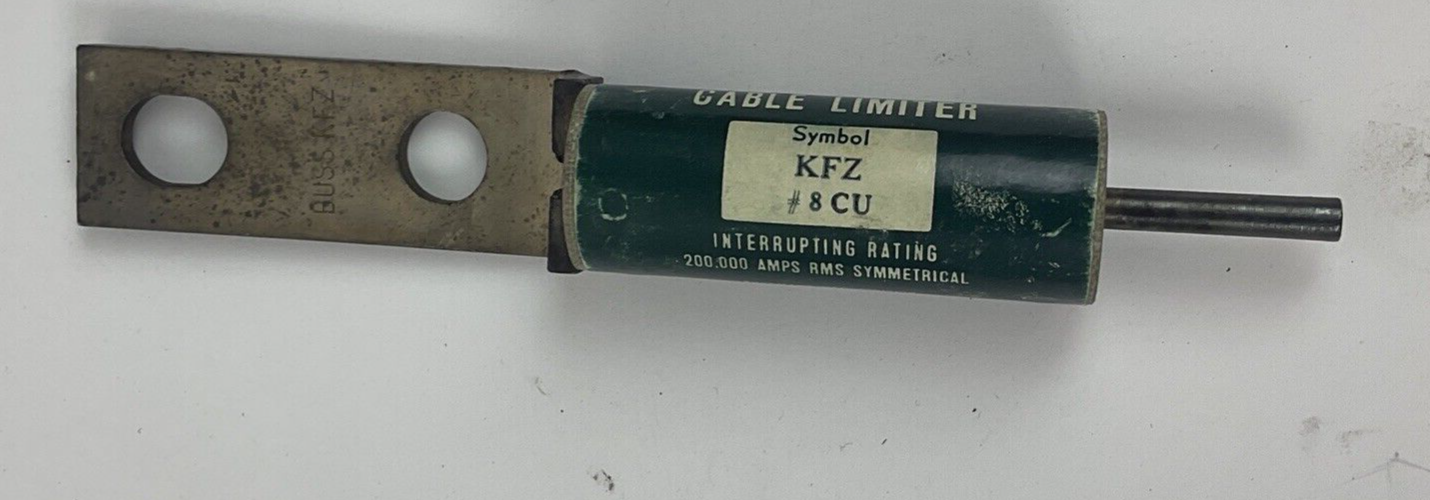 BUSS KFZ
CABLE LIMITER
Symbol
KFZ
# 8 CU
INTERRUPTING RATING
200,000 AMPS RMS SYMMETRICAL